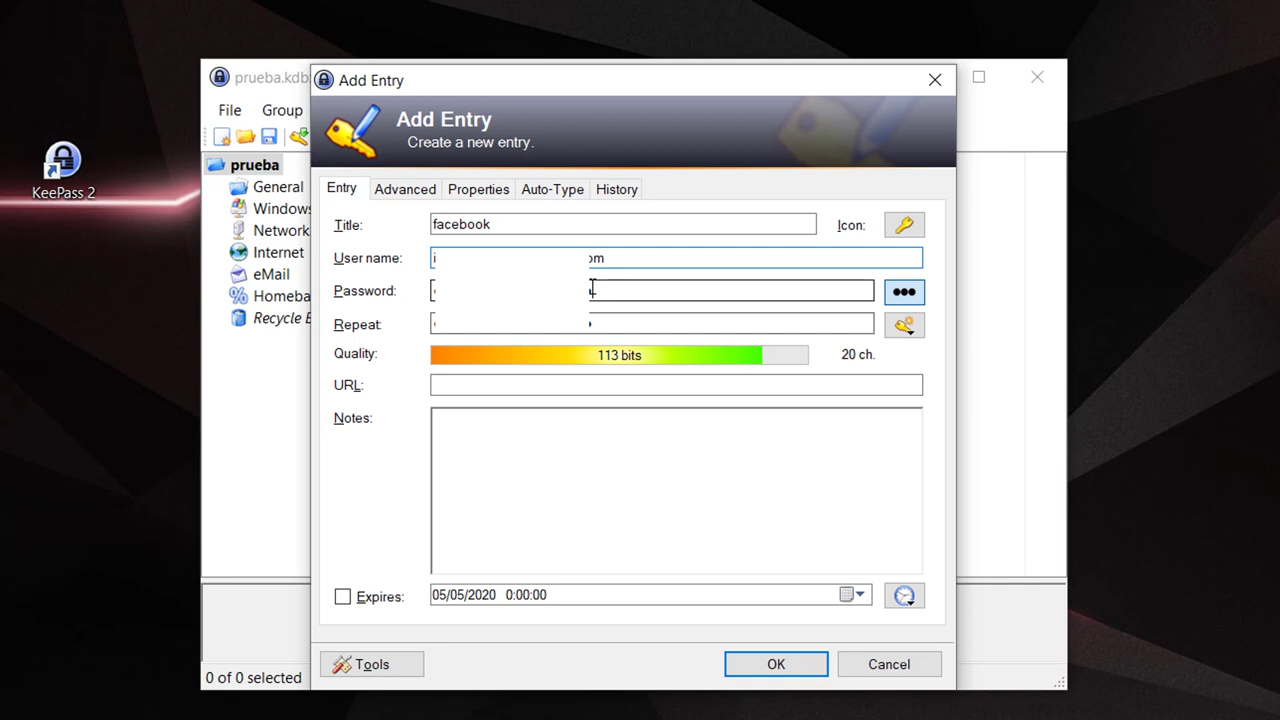 prueba.kdb
Add Entry
File
Group
Add Entry
Create a new entry.
KeePass 2
prueba
General
Windows
Network
Internet
eMail
Homeba
Recycle B
Entry
Advanced
Properties
Auto-Type
History
Title:
facebook
Icon:
User name:
i
om
Password:
Repeat:
Quality:
113 bits
20 ch.
URL:
Notes:
Expires:
05/05/2020 0:00:00
Tools
OK
Cancel
0 of 0 selected